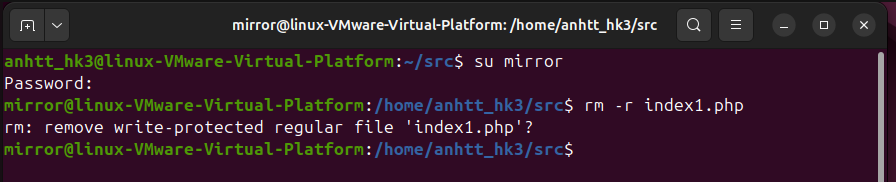 mirror@linux-VMware-Virtual-Platform: /home/anhtt_hk3/src
anhtt_hk3@linux-VMware-Virtual-Platform:~/src$ su mirror
Password:
mirror@linux-VMware-Virtual-Platform:/home/anhtt_hk3/src$ rm -r index1.php
rm: remove write-protected regular file 'index1.php'?
mirror@linux-VMware-Virtual-Platform:/home/anhtt_hk3/src$